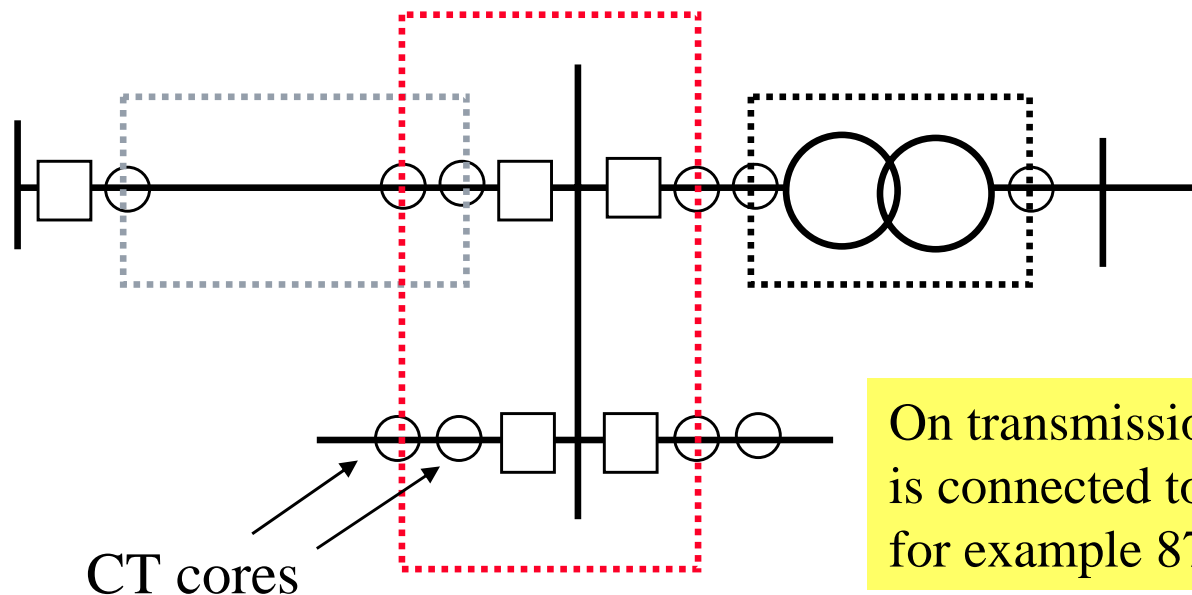 On transmissio
is connected to
for example 87
CT cores